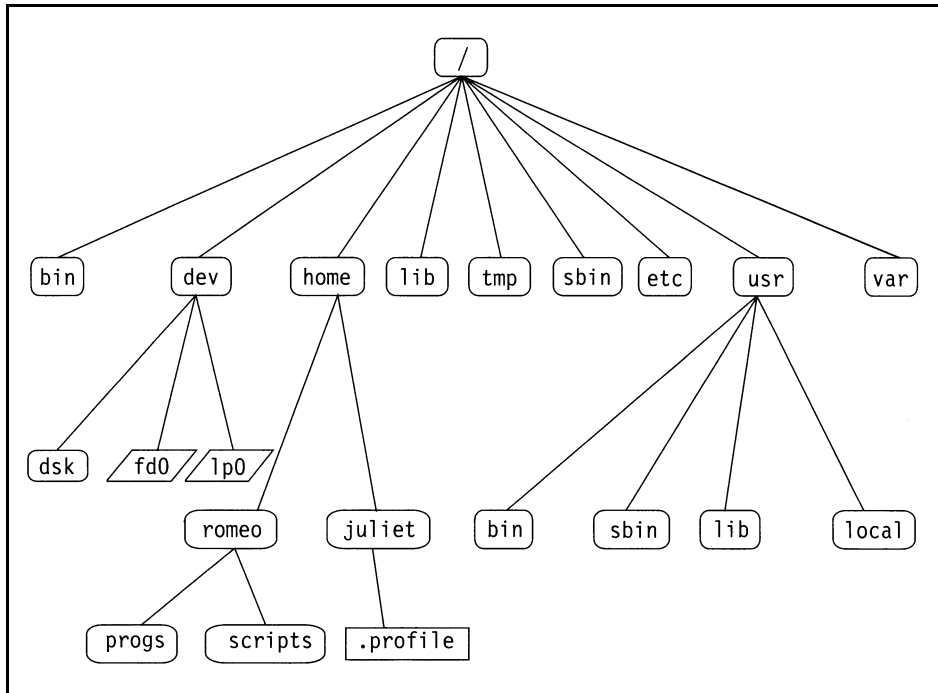 /
bin dev home lib tmp sbin etc usr var
dsk fd0 lp0
romeo juliet bin sbin lib local
progs scripts .profile